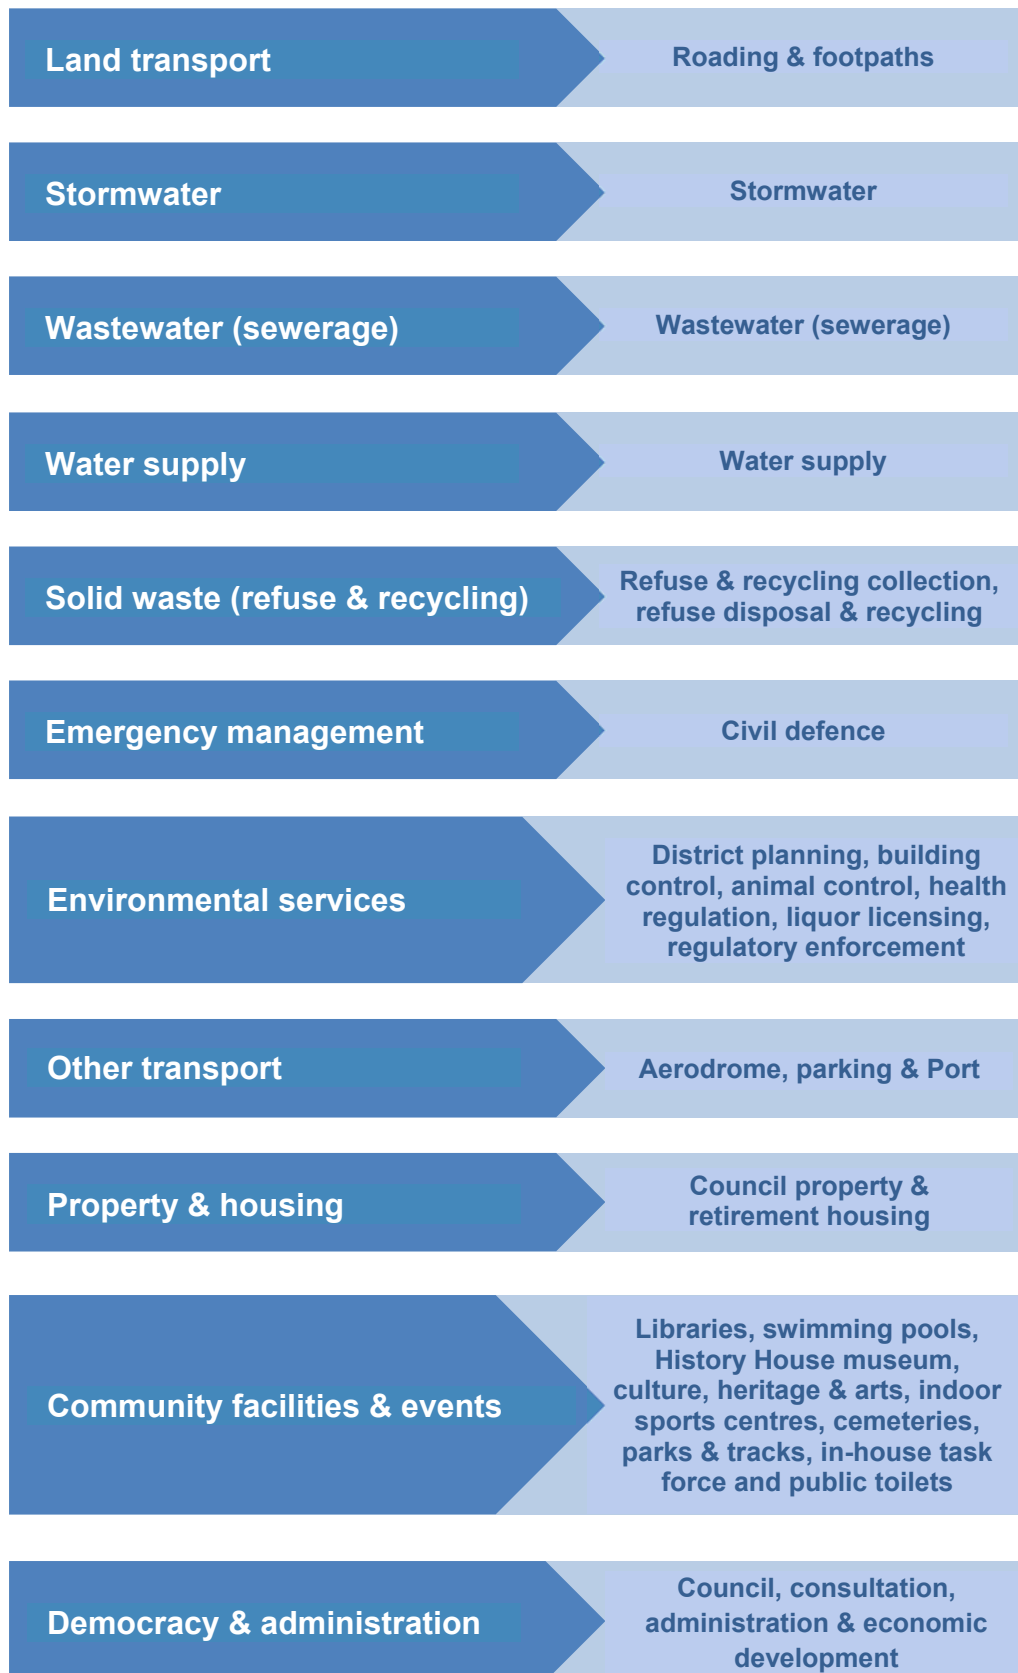 Land transport
Roading & footpaths
Stormwater
Stormwater
Wastewater (sewerage)
Wastewater (sewerage)
Water supply
Water supply
Solid waste (refuse & recycling)
Refuse & recycling collection,
refuse disposal & recycling
Emergency management
Civil defence
Environmental services
District planning, building
control, animal control, health
regulation, liquor licensing,
regulatory enforcement
Other transport
Aerodrome, parking & Port
Property & housing
Council property &
retirement housing
Community facilities & events
Libraries, swimming pools,
History House museum,
culture, heritage & arts, indoor
sports centres, cemeteries,
parks & tracks, in-house task
force and public toilets
Democracy & administration
Council, consultation,
administration & economic
development